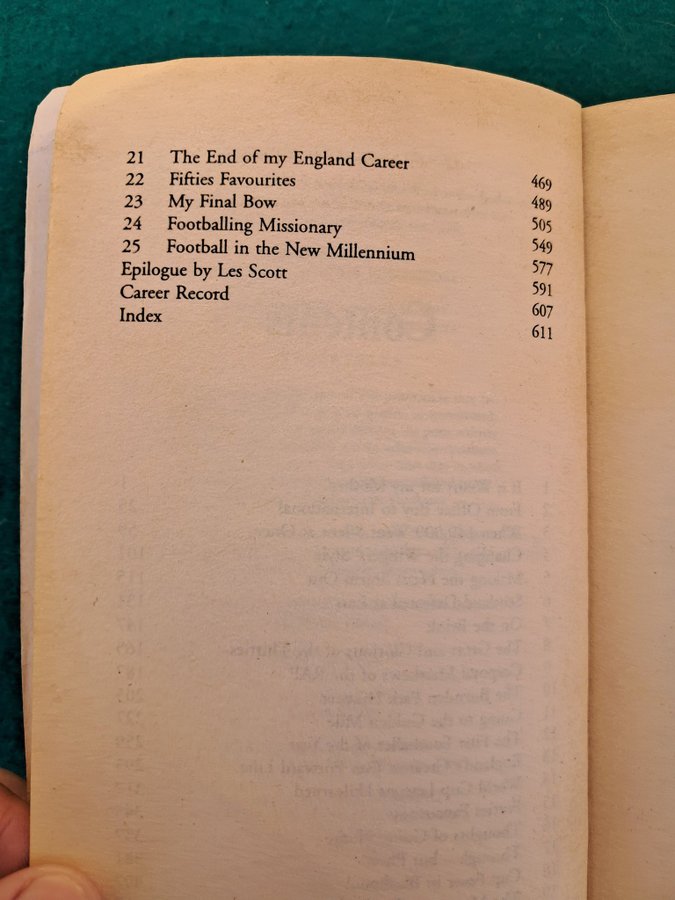 21 The End of my England Career 469
22 Fifties Favourites 489
23 My Final Bow 505
24 Footballing Missionary 549
25 Football in the New Millennium 577
Epilogue by Les Scott 591
Career Record 607
Index 611